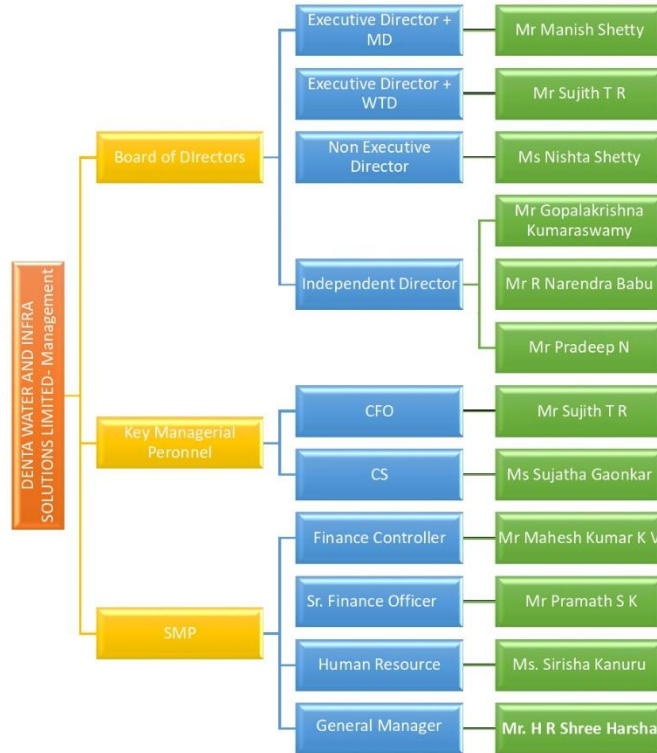 DENTA WATER AND INFRA
SOLUTIONS LIMITED- Management
Board of DIrectors
Executive Director +
MD
Mr Manish Shetty
Executive Director +
WTD
Mr Sujith T R
Non Executive
Director
Ms Nishta Shetty
Independent Director
Mr Gopalakrishna
Kumaraswamy
Mr R Narendra Babu
Mr Pradeep N
Key Managerial
Peronnel
CFO
Mr Sujith T R
CS
Ms Sujatha Gaonkar
SMP
Finance Controller
Mr Mahesh Kumar K V
Sr. Finance Officer
Mr Pramath S K
Human Resource
Ms. Sirisha Kanuru
General Manager
Mr. H R Shree Harsha